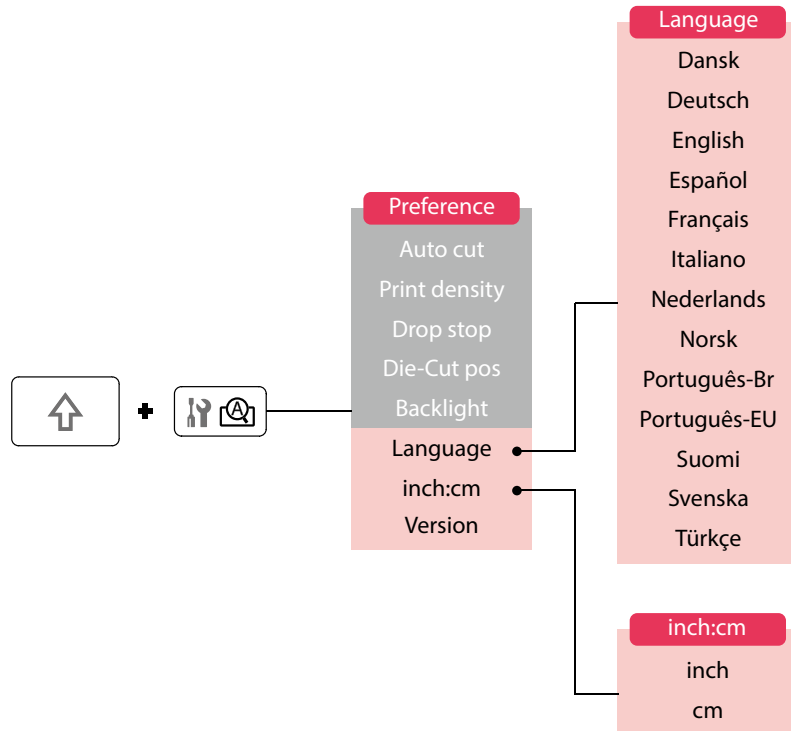 Preference
Auto cut
Print density
Drop stop
Die-Cut pos
Backlight
Language
inch:cm
Version
Language
Dansk
Deutsch
English
Español
Français
Italiano
Nederlands
Norsk
Português-Br
Português-EU
Suomi
Svenska
Türkçe
inch:cm
inch
cm
A